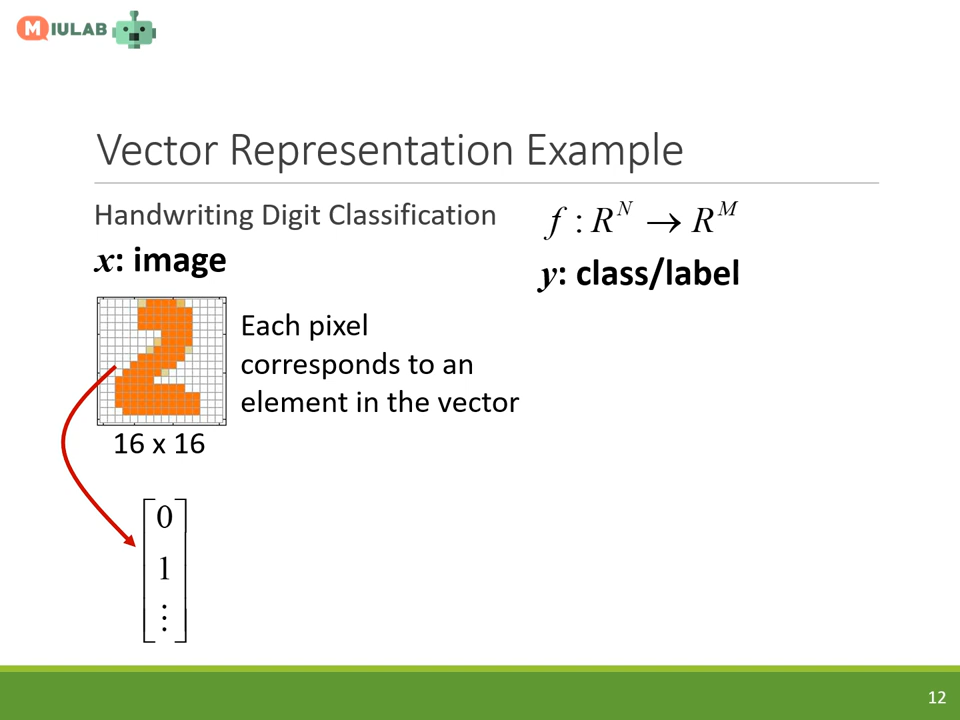 MIULAB
Vector Representation Example
Handwriting Digit Classification
f : R^N → R^M
x: image
y: class/label
Each pixel
corresponds to an
element in the vector
16 x 16
0
1
⋮
12